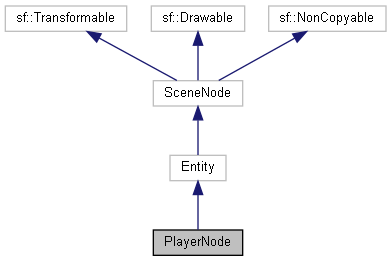 sf::Transformable
sf::Drawable
sf::NonCopyable
SceneNode
Entity
PlayerNode